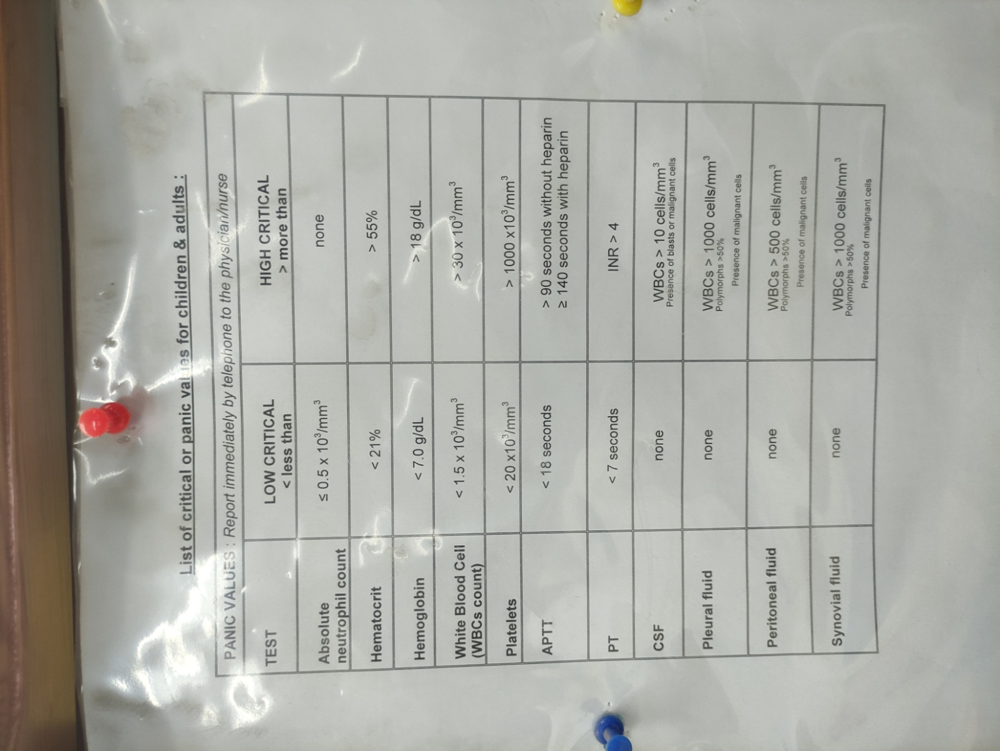 List of critical or panic values for children & adults :
PANIC VALUES : Report immediately by telephone to the physician/nurse
TEST
LOW CRITICAL
< less than
HIGH CRITICAL
> more than
Absolute
neutrophil count
≤ 0.5 x 10³/mm³
none
Hematocrit
< 21%
> 55%
Hemoglobin
< 7.0 g/dL
> 18 g/dL
White Blood Cell
(WBCs count)
< 1.5 x 10³/mm³
> 30 x 10³/mm³
Platelets
< 20 x10³/mm³
> 1000 x10³/mm³
APTT
< 18 seconds
> 90 seconds without heparin
≥ 140 seconds with heparin
PT
< 7 seconds
INR > 4
CSF
none
WBCs > 10 cells/mm³
Presence of blasts or malignant cells
Pleural fluid
none
WBCs > 1000 cells/mm³
Polymorphs >50%
Presence of malignant cells
Peritoneal fluid
none
WBCs > 500 cells/mm³
Polymorphs >50%
Presence of malignant cells
Synovial fluid
none
WBCs > 1000 cells/mm³
Polymorphs >50%
Presence of malignant cells